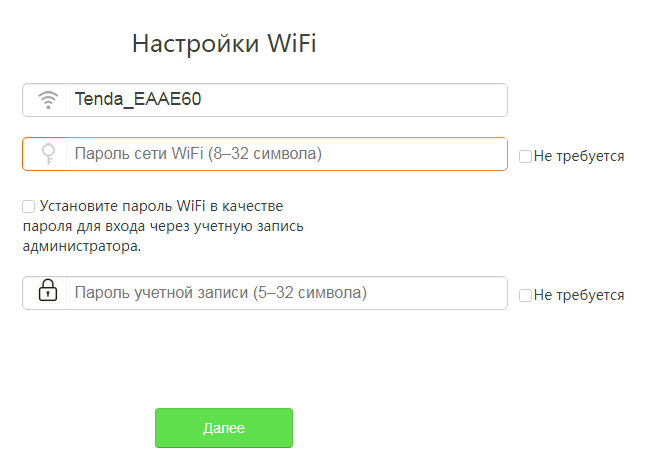 Настройки WiFi
Tenda_EAAE60
Пароль сети WiFi (8–32 символа)
Не требуется
Установите пароль WiFi в качестве
пароля для входа через учетную запись
администратора.
Пароль учетной записи (5–32 символа)
Не требуется
Далее